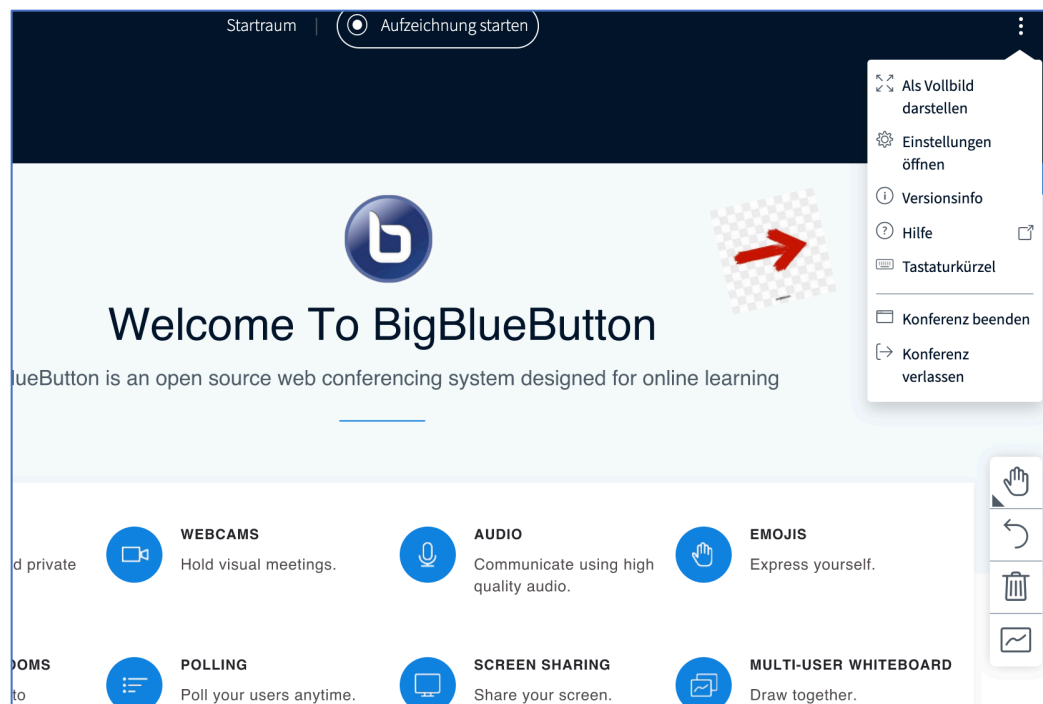 Startraum | Aufzeichnung starten
Als Vollbild
darstellen
Einstellungen
öffnen
Versionsinfo
Hilfe
Tastaturkürzel
Konferenz beenden
Konferenz
verlassen
Welcome To BigBlueButton
lueButton is an open source web conferencing system designed for online learning
d private
WEBCAMS
Hold visual meetings.
AUDIO
Communicate using high
quality audio.
EMOJIS
Express yourself.
OOMS
to
POLLING
Poll your users anytime.
SCREEN SHARING
Share your screen.
MULTI-USER WHITEBOARD
Draw together.